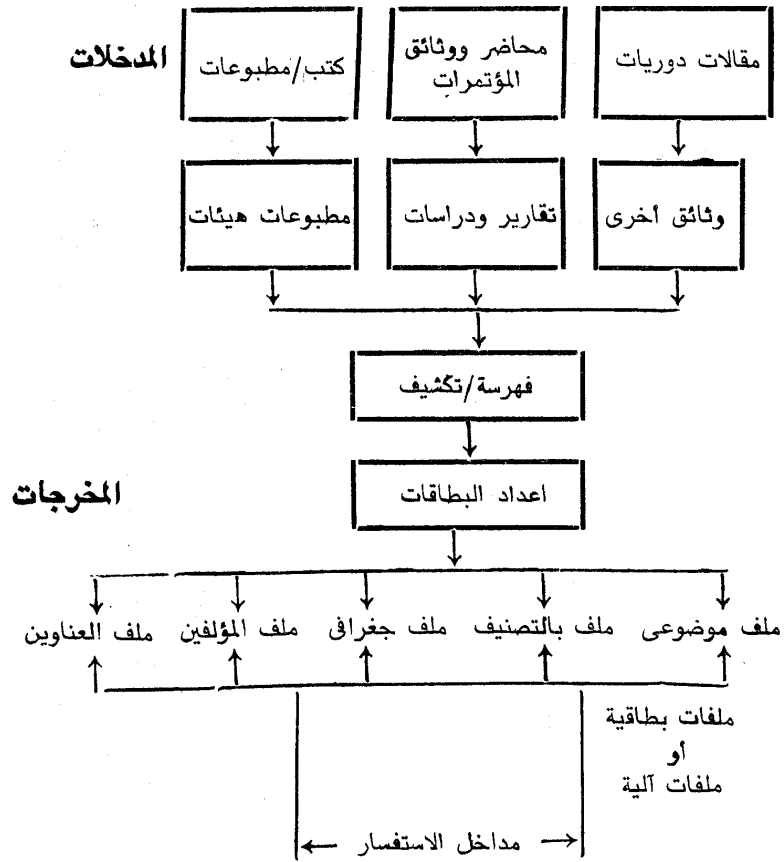 المدخلات
مقالات دوريات
محاضر ووثائق
المؤتمرات
كتب/مطبوعات
وثائق أخرى
تقارير ودراسات
مطبوعات هيئات
فهرسة/تكشيف
المخرجات
اعداد البطاقات
ملف موضوعى
ملف بالتصنيف
ملف جغرافى
ملف المؤلفين
ملف العناوين
ملفات بطاقية
أو
ملفات آلية
مداخل الاستفسار